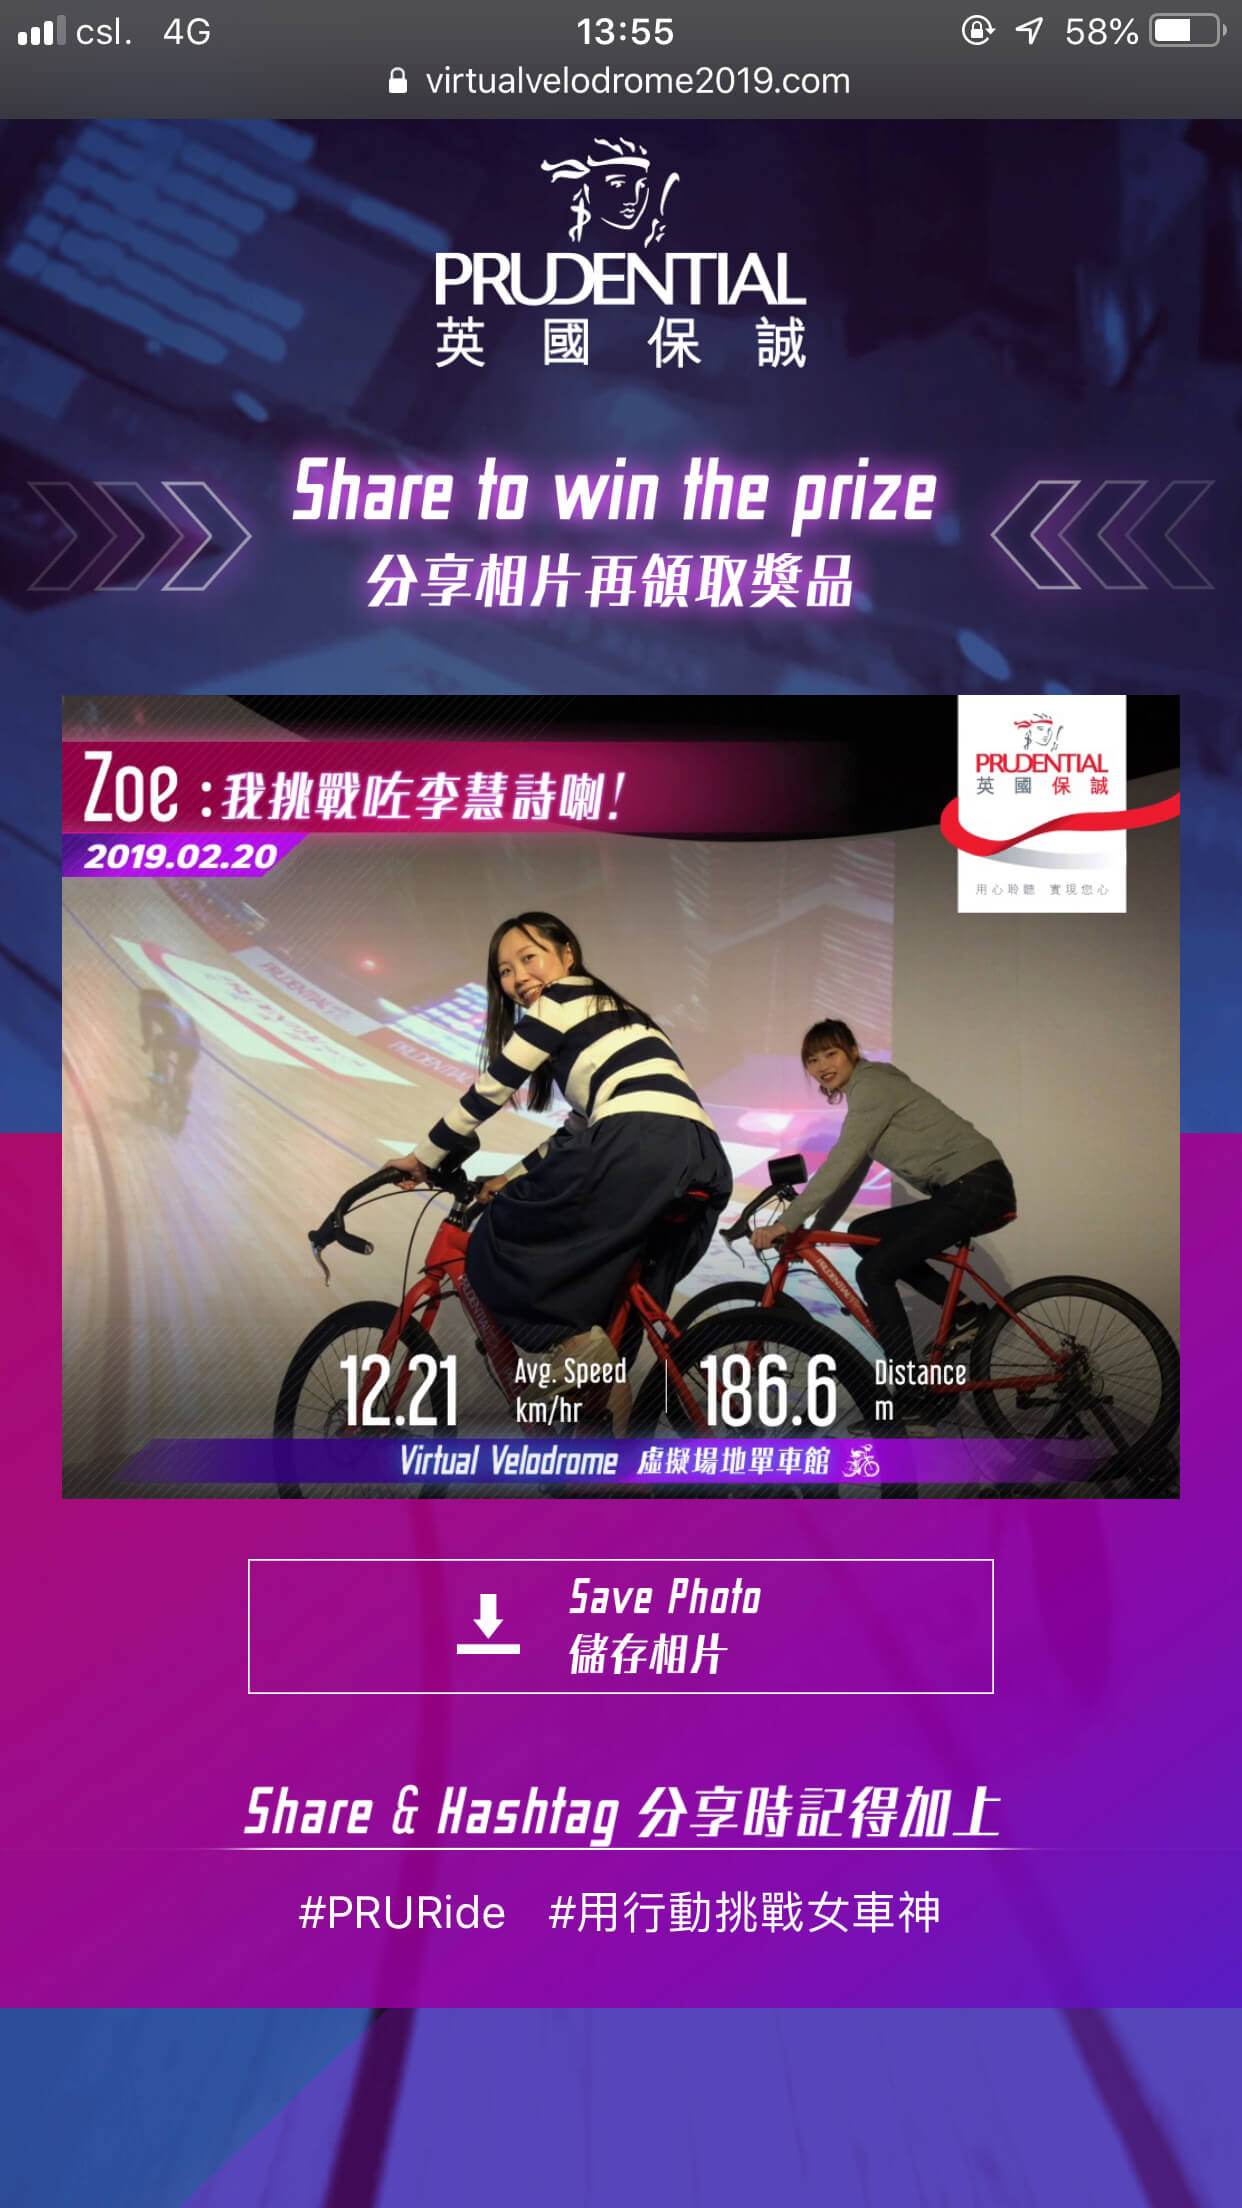 csl. 4G 13:55 58%
virtualvelodrome2019.com
PRUDENTIAL
英國保誠
Share to win the prize
分享相片再領取獎品
Zoe :我挑戰咗李慧詩喇!
2019.02.20
PRUDENTIAL
英國保誠
用心聆聽 實現您心
PRUDENTIAL
PRUDENTIAL
PRUDENTIAL
PRUDENTIAL
12.21 Avg. Speed km/hr
186.6 Distance m
Virtual Velodrome 虛擬場地單車館
Save Photo
儲存相片
Share & Hashtag 分享時記得加上
#PRURide #用行動挑戰女車神